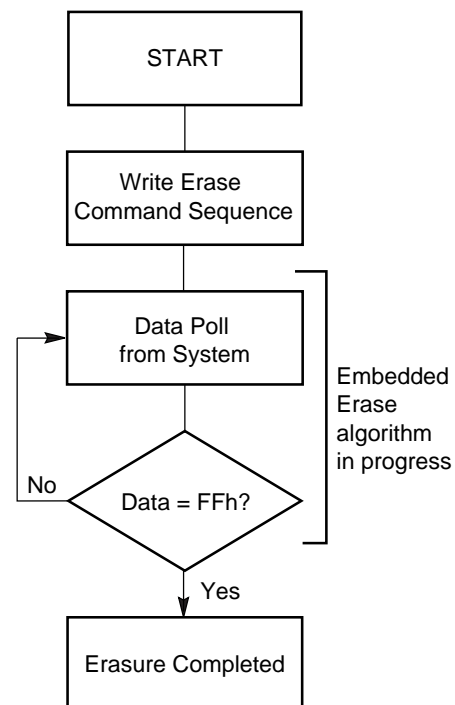 START
Write Erase
Command Sequence
Data Poll
from System
Embedded
Erase
algorithm
in progress
No
Data = FFh?
Yes
Erasure Completed